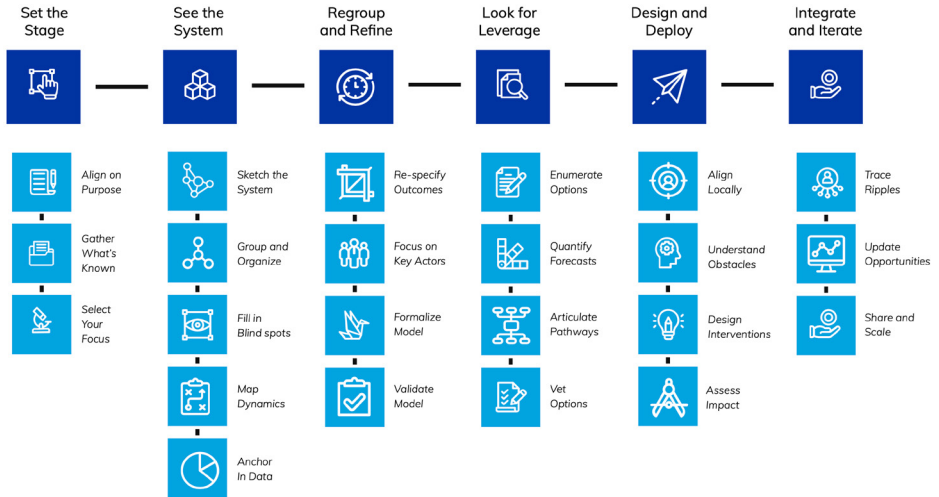 Set the
Stage
See the
System
Regroup
and Refine
Look for
Leverage
Design and
Deploy
Integrate
and Iterate
Align on
Purpose
Gather
What's
Known
Select
Your
Focus
Sketch the
System
Group and
Organize
Fill in
Blind spots
Map
Dynamics
Anchor
In Data
Re-specify
Outcomes
Focus on
Key Actors
Formalize
Model
Validate
Model
Enumerate
Options
Quantify
Forecasts
Articulate
Pathways
Vet
Options
Align
Locally
Understand
Obstacles
Design
Interventions
Assess
Impact
Trace
Ripples
Update
Opportunities
Share and
Scale